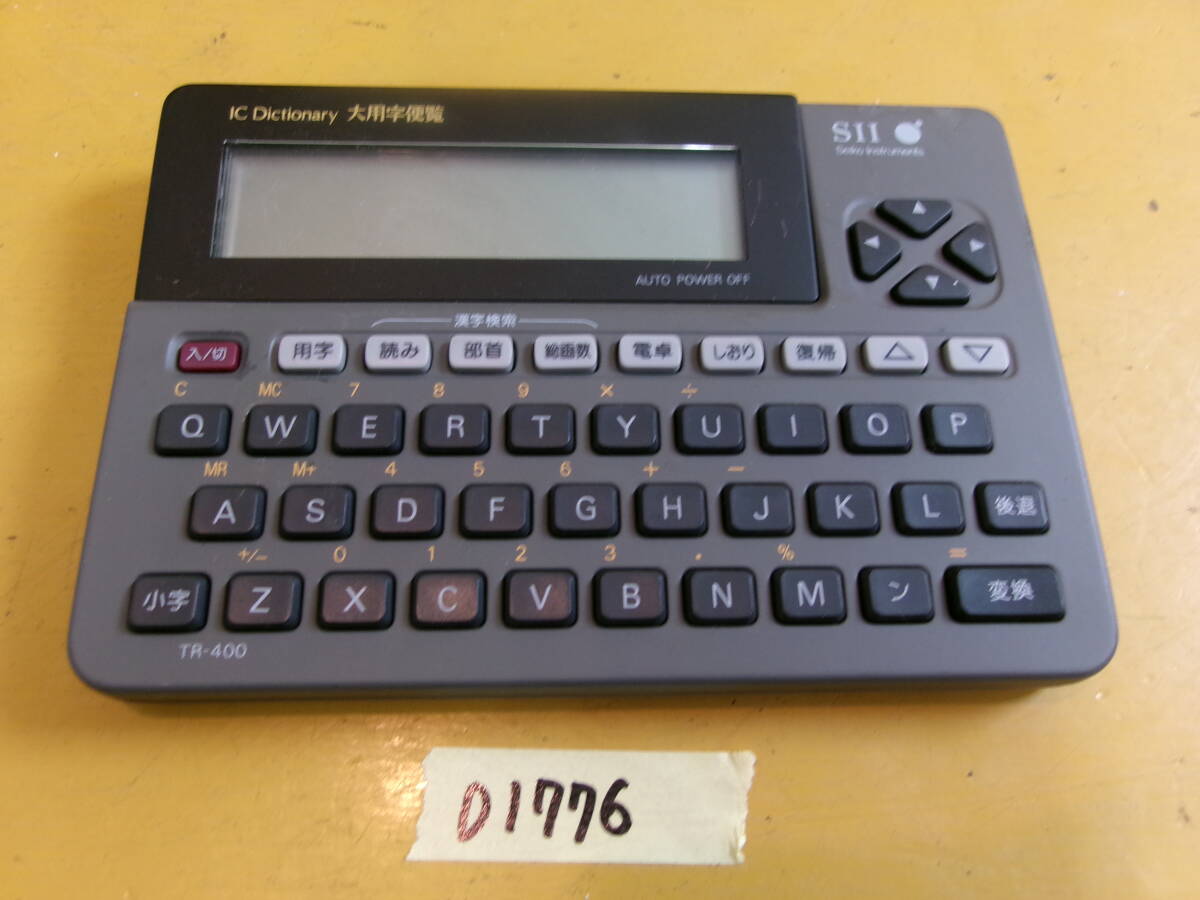 IC Dictionary 大用字便覧
SII
Seiko Instruments
AUTO POWER OFF
漢字検索
入/切 用字 読み 部首 総画数 電卓 しおり 復帰 △ ▽
C MC 7 8 9 × ÷
Q W E R T Y U I O P
MR M+ 4 5 6 + −
A S D F G H J K L 後退
+/− 0 1 2 3 . % =
小字 Z X C V B N M ン 変換
TR-400
D1776